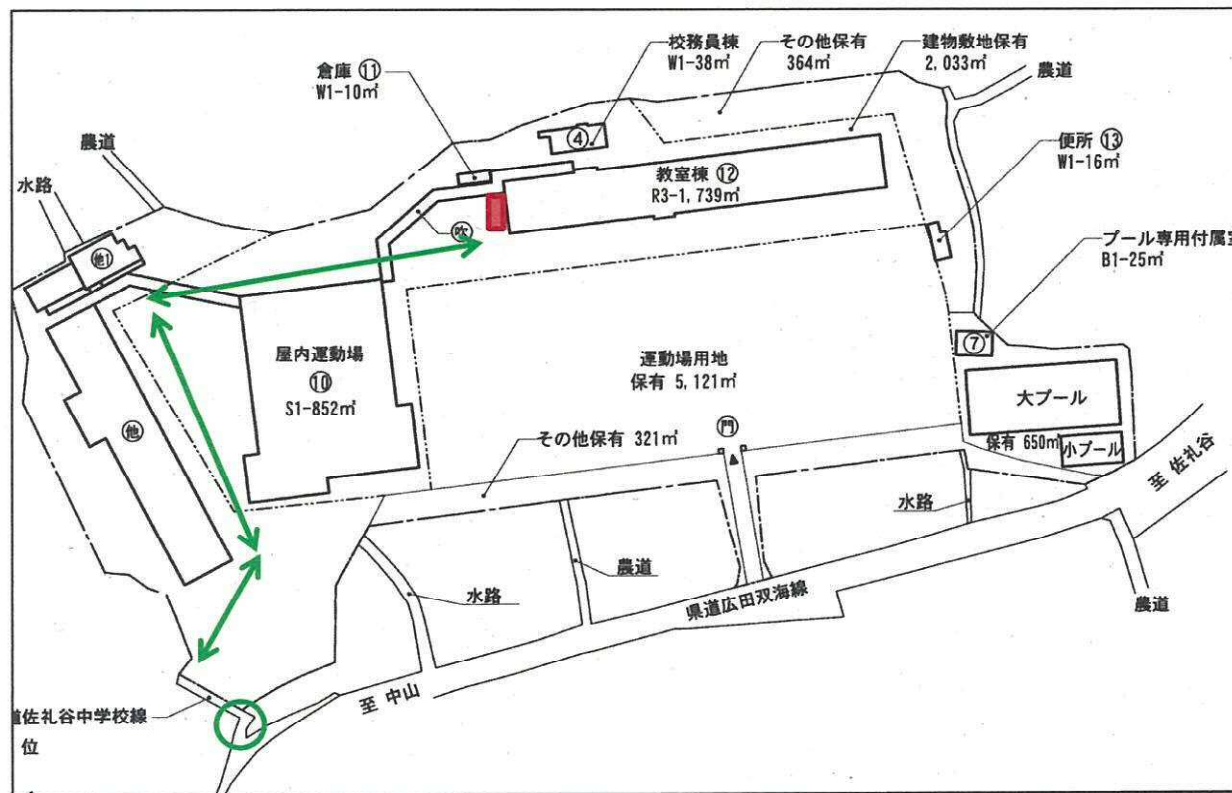 校務員棟
W1-38㎡
その他保有
364㎡
建物敷地保有
2,033㎡
農道
倉庫 ⑪
W1-10㎡
農道
水路
④
便所 ⑬
W1-16㎡
教室棟 ⑫
R3-1,739㎡
吹
他1
プール専用付属室
B1-25㎡
⑦
屋内運動場
⑩
S1-852㎡
運動場用地
保有 5,121㎡
大プール
保有 650㎡
小プール
他
その他保有 321㎡
門
至 佐礼谷
水路
農道
水路
県道広田双海線
農道
至 中山
道佐礼谷中学校線
位